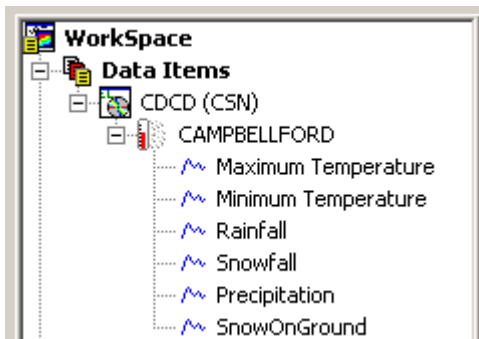 WorkSpace
Data Items
CDCD (CSN)
CAMPBELLFORD
Maximum Temperature
Minimum Temperature
Rainfall
Snowfall
Precipitation
SnowOnGround